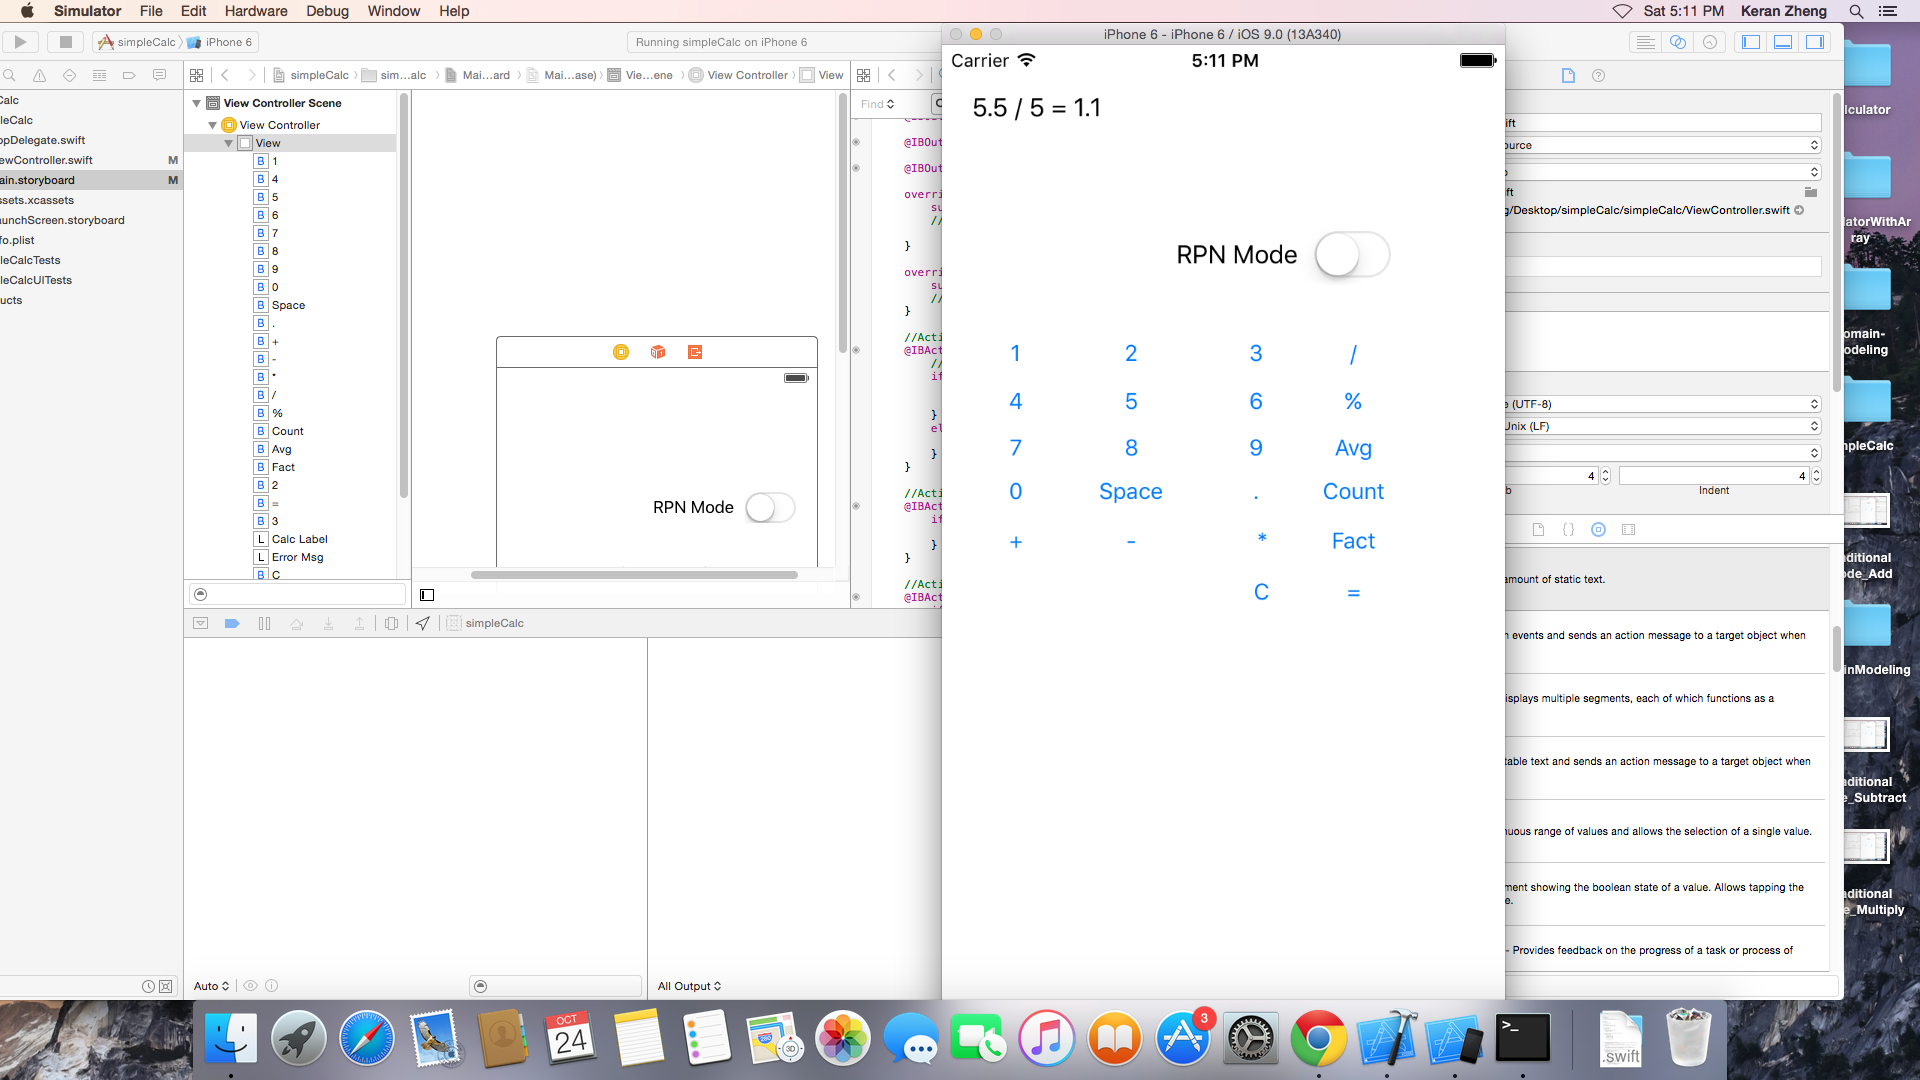 Simulator File Edit Hardware Debug Window Help
Sat 5:11 PM Keran Zheng
simpleCalc iPhone 6
Running simpleCalc on iPhone 6
iPhone 6 - iPhone 6 / iOS 9.0 (13A340)
simpleCalc sim...alc Mai...ard Mai...ase) Vie...ene View Controller View
Carrier 5:11 PM
5.5 / 5 = 1.1
RPN Mode
1 2 3 /
4 5 6 %
7 8 9 Avg
0 Space . Count
+ - * Fact
C =
Calc
leCalc
ppDelegate.swift
ewController.swift M
ain.storyboard M
ssets.xcassets
aunchScreen.storyboard
fo.plist
leCalcTests
leCalcUITests
ucts
View Controller Scene
View Controller
View
B 1
B 4
B 5
B 6
B 7
B 8
B 9
B 0
B Space
B .
B +
B -
B *
B /
B %
B Count
B Avg
B Fact
B 2
B =
B 3
L Calc Label
L Error Msg
B C
RPN Mode
Find
@IBOut
@IBOut
overri
su
//
}
overri
su
//
}
//Acti
@IBAct
//
if
}
el
}
}
//Acti
@IBAct
if
}
}
//Acti
@IBAct
simpleCalc
Auto
All Output
ift
ource
ft
g/Desktop/simpleCalc/simpleCalc/ViewController.swift
e (UTF-8)
Unix (LF)
4 4
b Indent
amount of static text.
n events and sends an action message to a target object when
isplays multiple segments, each of which functions as a
table text and sends an action message to a target object when
nuous range of values and allows the selection of a single value.
ment showing the boolean state of a value. Allows tapping the
e.
- Provides feedback on the progress of a task or process of
lculator
latorWithAr
ray
omain-
odeling
mpleCalc
ditional
ode_Add
inModeling
ditional
e_Subtract
ditional
e_Multiply
OCT
24
280
3D
3
>_
.swift